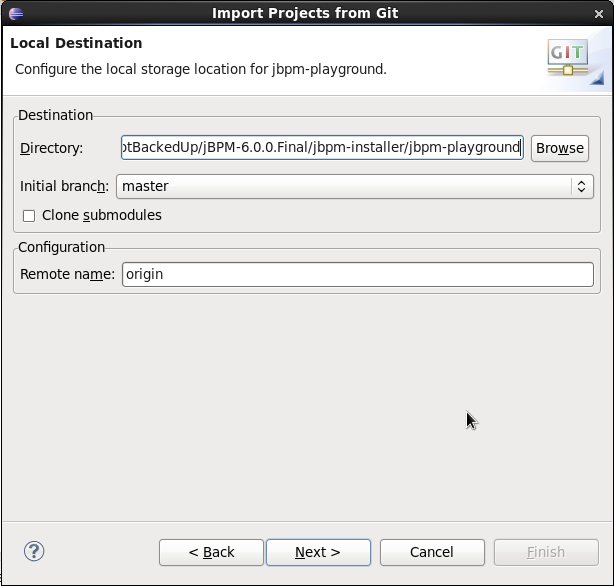 Import Projects from Git
Local Destination
Configure the local storage location for jbpm-playground.
GIT
Destination
Directory: otBackedUp/jBPM-6.0.0.Final/jbpm-installer/jbpm-playground Browse
Initial branch: master
Clone submodules
Configuration
Remote name: origin
? < Back Next > Cancel Finish